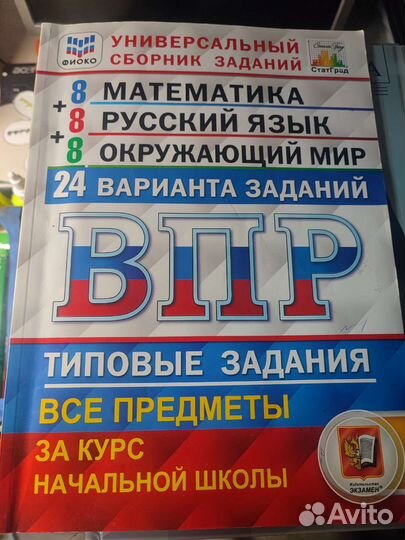 ФИОКО
УНИВЕРСАЛЬНЫЙ
СБОРНИК ЗАДАНИЙ
СтатГрад
8 МАТЕМАТИКА
+ 8 РУССКИЙ ЯЗЫК
+ 8 ОКРУЖАЮЩИЙ МИР
24 ВАРИАНТА ЗАДАНИЙ
ВПР
ТИПОВЫЕ ЗАДАНИЯ
ВСЕ ПРЕДМЕТЫ
ЗА КУРС
НАЧАЛЬНОЙ ШКОЛЫ
Издательство
ЭКЗАМЕН
Avito